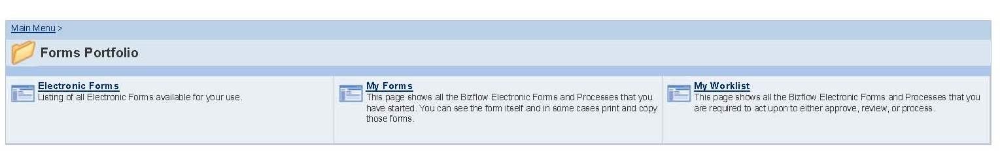 Main Menu >
Forms Portfolio
Electronic Forms
Listing of all Electronic Forms available for your use.
My Forms
This page shows all the Bizflow Electronic Forms and Processes that you
have started. You can see the form itself and in some cases print and copy
those forms.
My Worklist
This page shows all the Bizflow Electronic Forms and Processes that you
are required to act upon to either approve, review, or process.